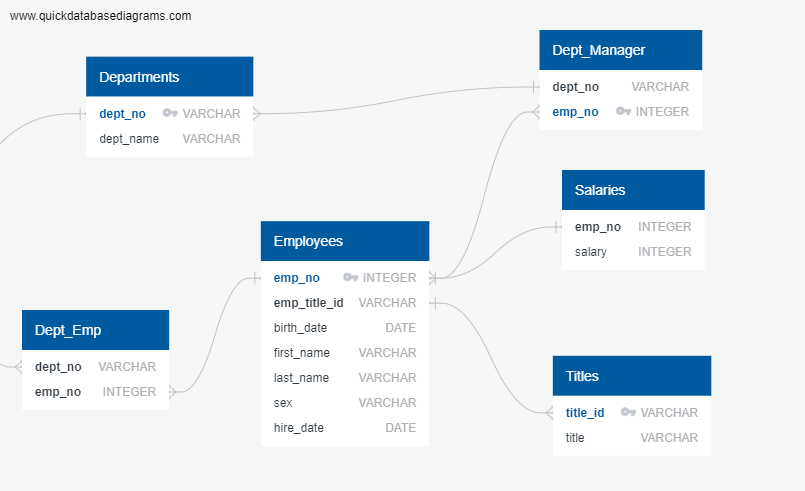 www.quickdatabasediagrams.com
Departments
dept_no VARCHAR
dept_name VARCHAR
Dept_Manager
dept_no VARCHAR
emp_no INTEGER
Salaries
emp_no INTEGER
salary INTEGER
Employees
emp_no INTEGER
emp_title_id VARCHAR
birth_date DATE
first_name VARCHAR
last_name VARCHAR
sex VARCHAR
hire_date DATE
Dept_Emp
dept_no VARCHAR
emp_no INTEGER
Titles
title_id VARCHAR
title VARCHAR